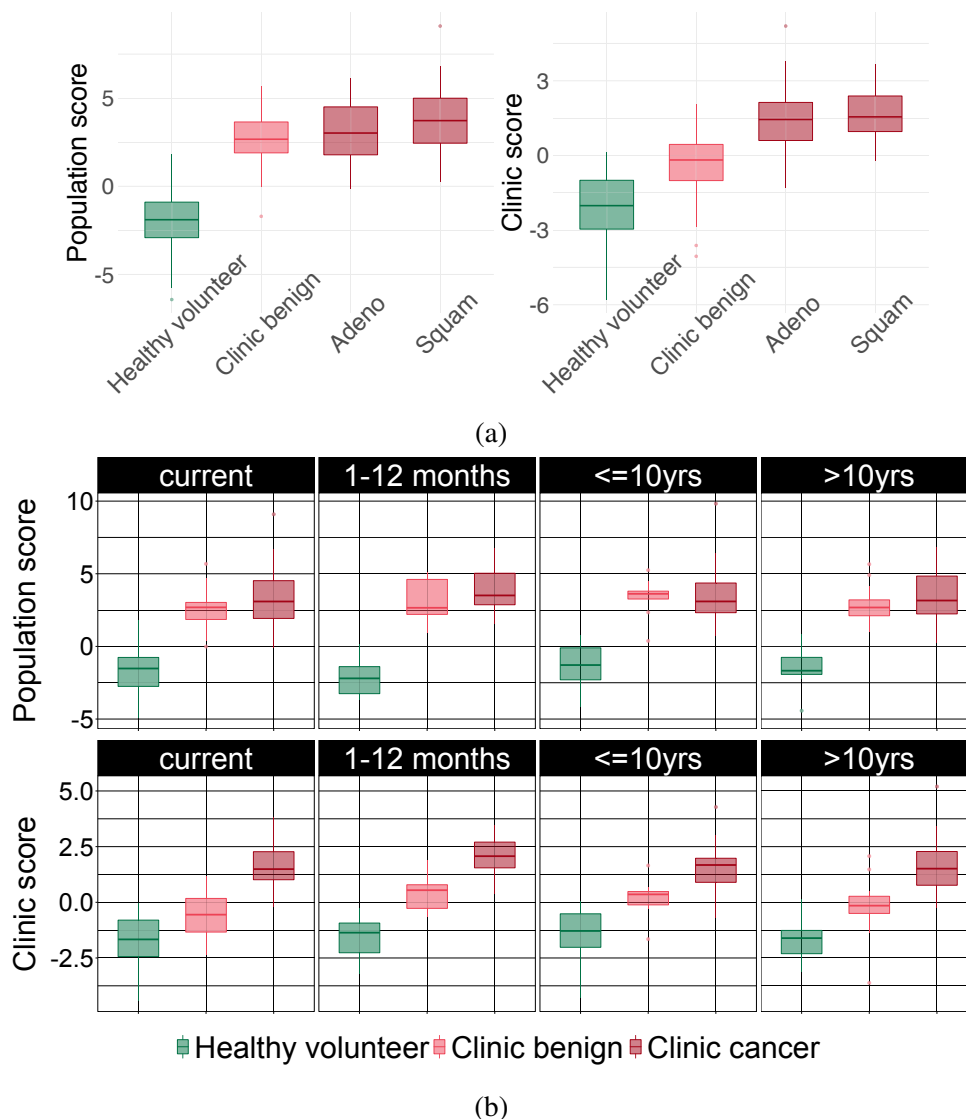 Population score
5
0
-5
Healthy volunteer
Clinic benign
Adeno
Squam
Clinic score
3
0
-3
-6
Healthy volunteer
Clinic benign
Adeno
Squam
(a)
current 1-12 months <=10yrs >10yrs
Population score
10
5
0
-5
current 1-12 months <=10yrs >10yrs
Clinic score
5.0
2.5
0.0
-2.5
Healthy volunteer Clinic benign Clinic cancer
(b)